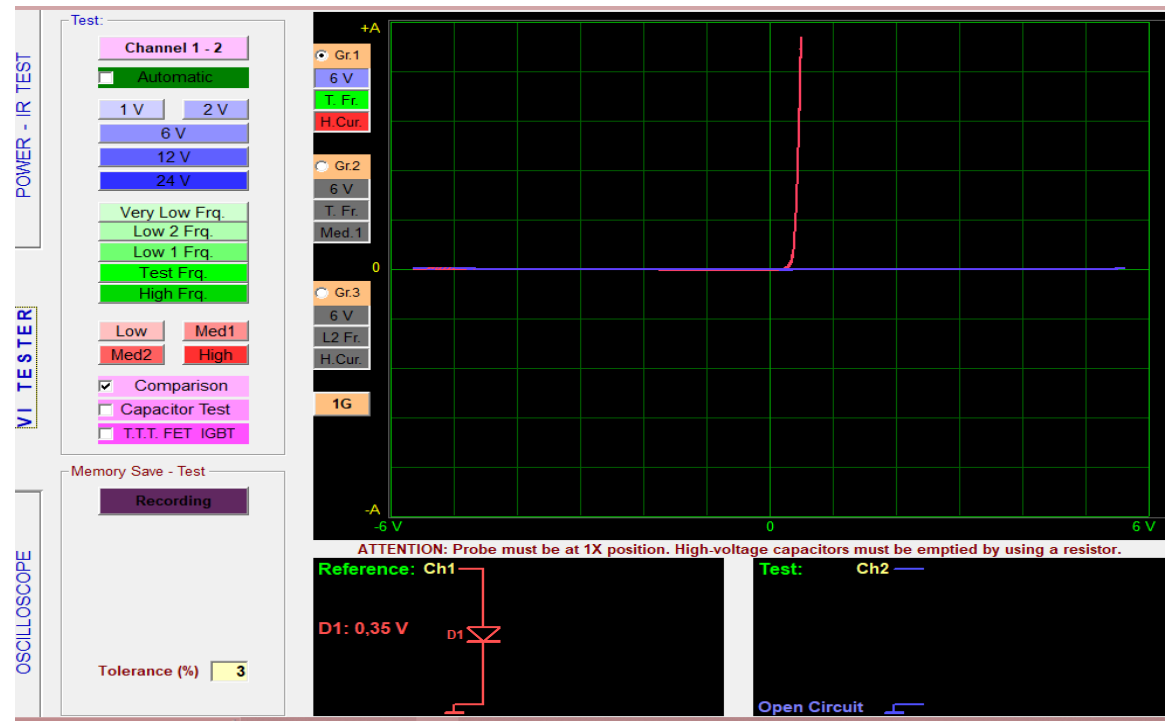 POWER - IR TEST
VI TESTER
OSCILLOSCOPE
Test:
Channel 1 - 2
Automatic
1 V 2 V
6 V
12 V
24 V
Very Low Frq.
Low 2 Frq.
Low 1 Frq.
Test Frq.
High Frq.
Low Med1
Med2 High
Comparison
Capacitor Test
T.T.T. FET IGBT
Memory Save - Test
Recording
Tolerance (%) 3
Gr.1
6 V
T. Fr.
H.Cur.
Gr.2
6 V
T. Fr.
Med.1
Gr.3
6 V
L2 Fr.
H.Cur.
1G
+A
0
-A
-6 V 0 6 V
ATTENTION: Probe must be at 1X position. High-voltage capacitors must be emptied by using a resistor.
Reference: Ch1
D1: 0,35 V
D1
Test: Ch2
Open Circuit